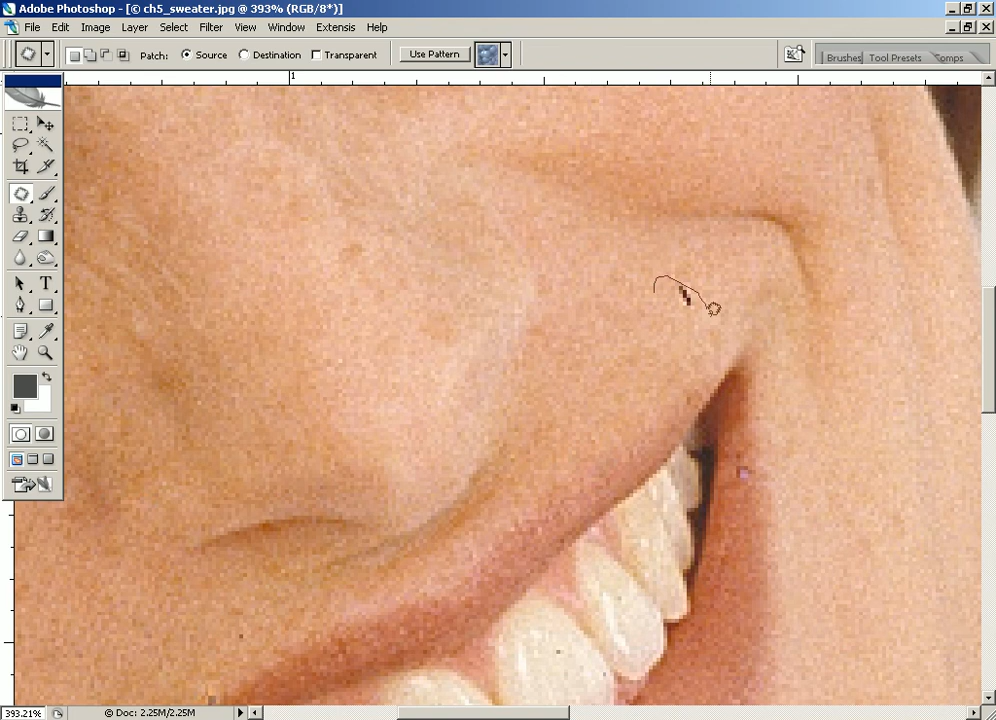 Adobe Photoshop - [© ch5_sweater.jpg @ 393% (RGB/8*)]
File Edit Image Layer Select Filter View Window Extensis Help
Patch: Source Destination Transparent Use Pattern Brushes Tool Presets Comps
1
T
393.21% © Doc: 2.25M/2.25M